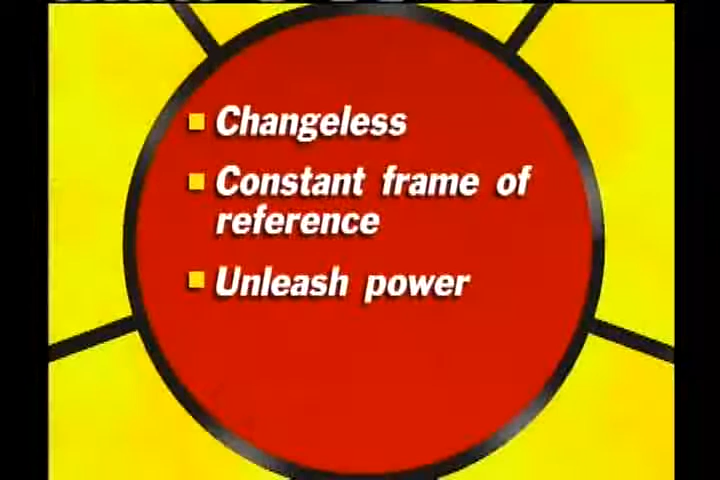 Changeless
Constant frame of
reference
Unleash power